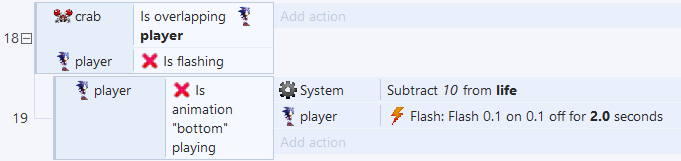 crab Is overlapping player Add action
18
player Is flashing
player Is animation "bottom" playing
System Subtract 10 from life
19
player Flash: Flash 0.1 on 0.1 off for 2.0 seconds
Add action